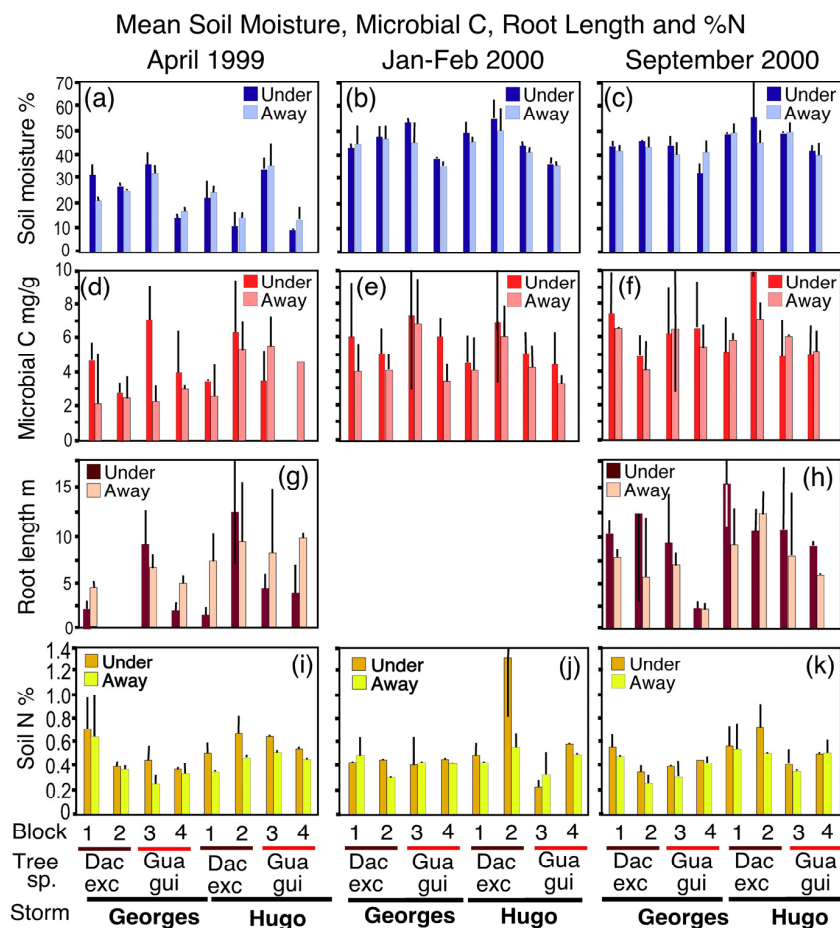 Mean Soil Moisture, Microbial C, Root Length and %N
April 1999 Jan-Feb 2000 September 2000
Soil moisture %
70
60
50
40
30
20
10
0
(a) Under
Away
(b) Under
Away
(c) Under
Away
Microbial C mg/g
10
8
6
4
2
0
(d) Under
Away
(e) Under
Away
(f) Under
Away
Root length m
15
10
5
0
Under (g)
Away
Under (h)
Away
Soil N %
1.4
1.2
1.0
0.8
0.6
0.4
0.2
0
Under (i)
Away
Under (j)
Away
Under (k)
Away
Block 1 2 3 4 1 2 3 4 1 2 3 4 1 2 3 4 1 2 3 4 1 2 3 4
Tree Dac Gua Dac Gua Dac Gua Dac Gua Dac Gua Dac Gua
sp. exc gui exc gui exc gui exc gui exc gui exc gui
Storm Georges Hugo Georges Hugo Georges Hugo